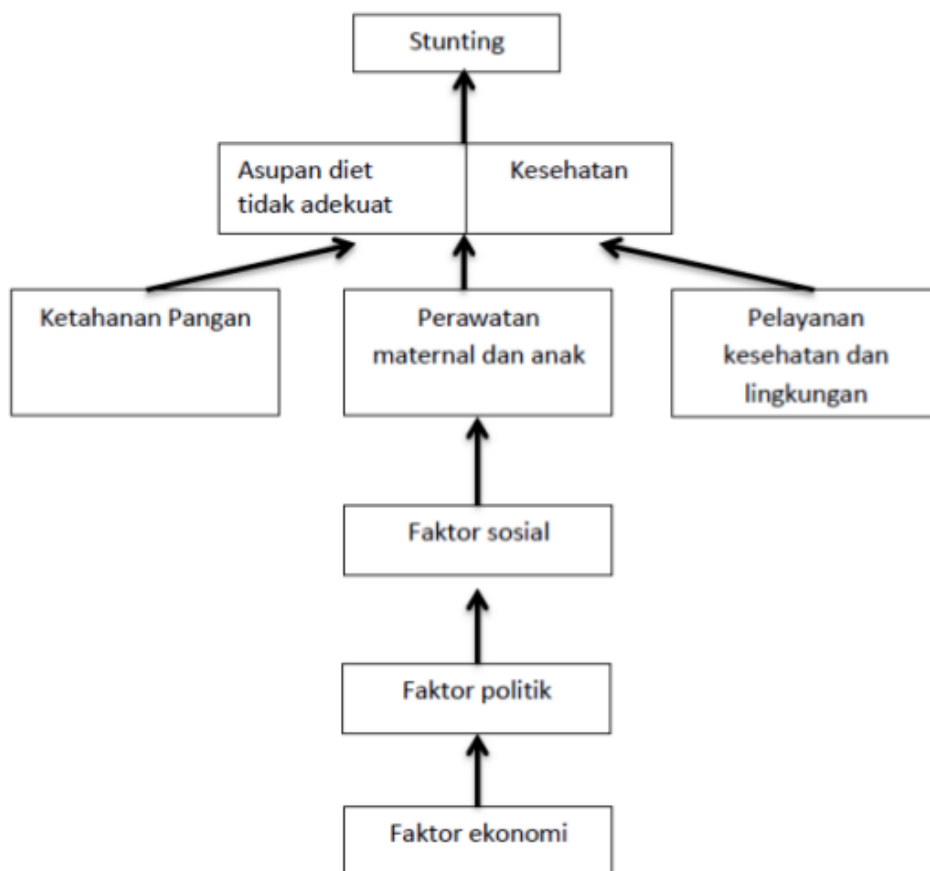 Stunting
Asupan diet
tidak adekuat
Kesehatan
Ketahanan Pangan
Perawatan
maternal dan anak
Pelayanan
kesehatan dan
lingkungan
Faktor sosial
Faktor politik
Faktor ekonomi